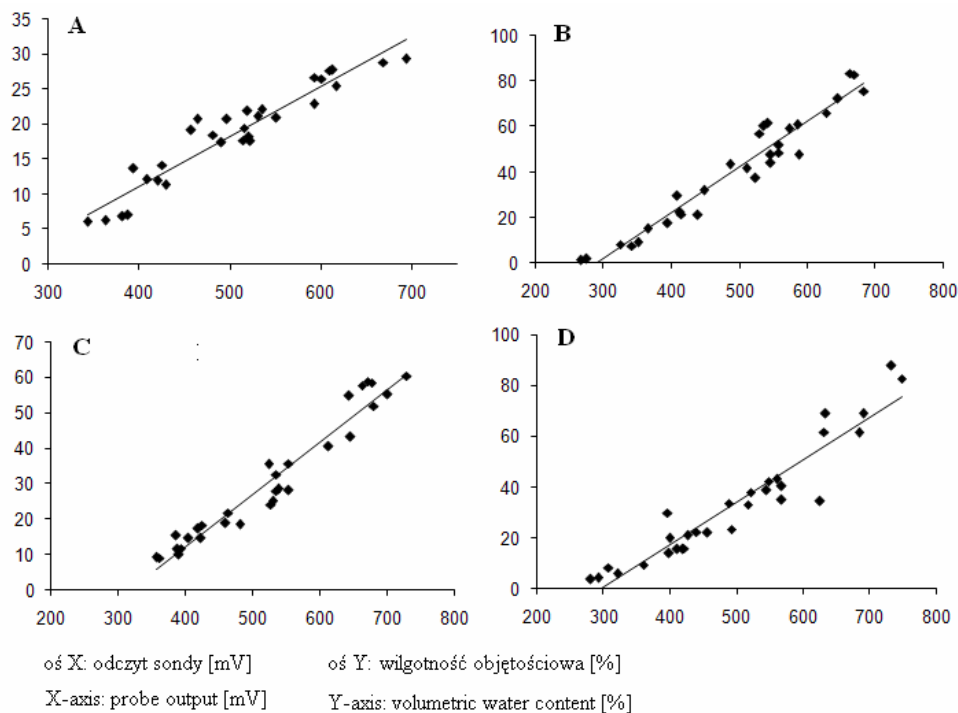 A
35
30
25
20
15
10
5
0
300 400 500 600 700
B
100
80
60
40
20
0
200 300 400 500 600 700 800
C
70
60
50
40
30
20
10
0
200 300 400 500 600 700 800
D
100
80
60
40
20
0
200 300 400 500 600 700 800
oś X: odczyt sondy [mV]
oś Y: wilgotność objętościowa [%]
X-axis: probe output [mV]
Y-axis: volumetric water content [%]